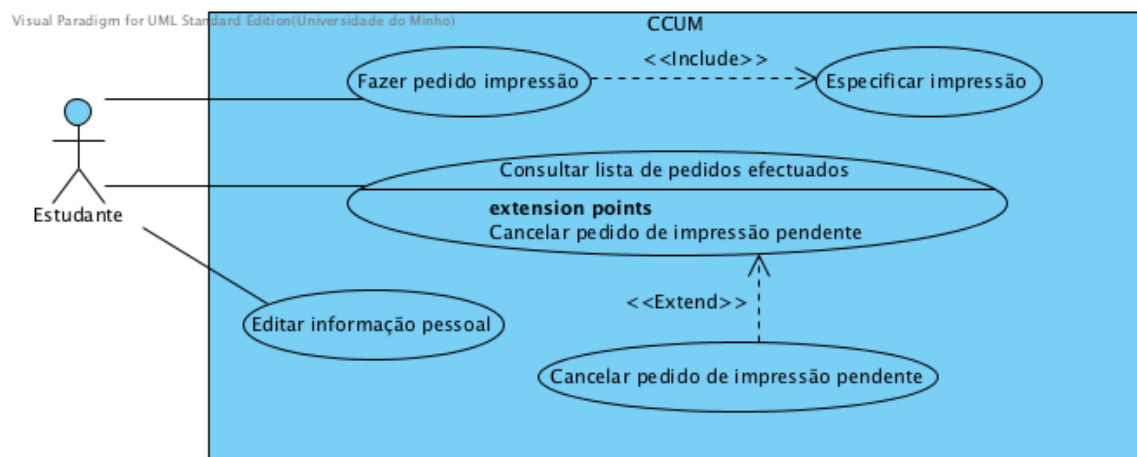 Visual Paradigm for UML Standard Edition(Universidade do Minho)
CCUM
<<Include>>
Fazer pedido impressão
Especificar impressão
Consultar lista de pedidos efectuados
extension points
Cancelar pedido de impressão pendente
Estudante
<<Extend>>
Editar informação pessoal
Cancelar pedido de impressão pendente